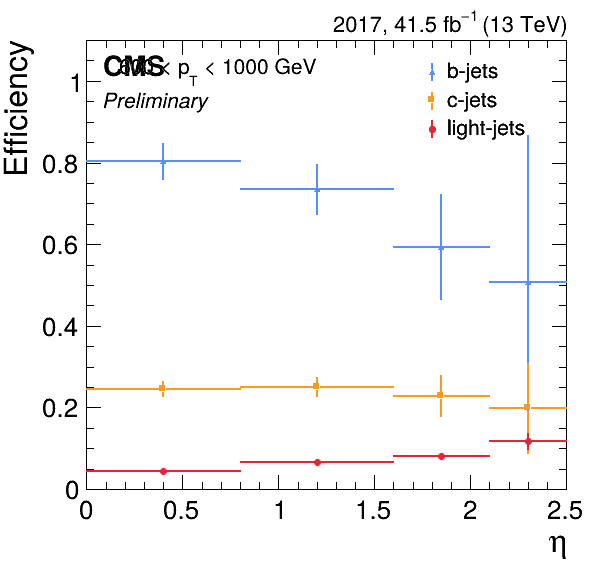 2017, 41.5 fb⁻¹ (13 TeV)
CMS
< p_T < 1000 GeV
Preliminary
b-jets
c-jets
light-jets
Efficiency
1
0.8
0.6
0.4
0.2
0
0 0.5 1 1.5 2 2.5
η